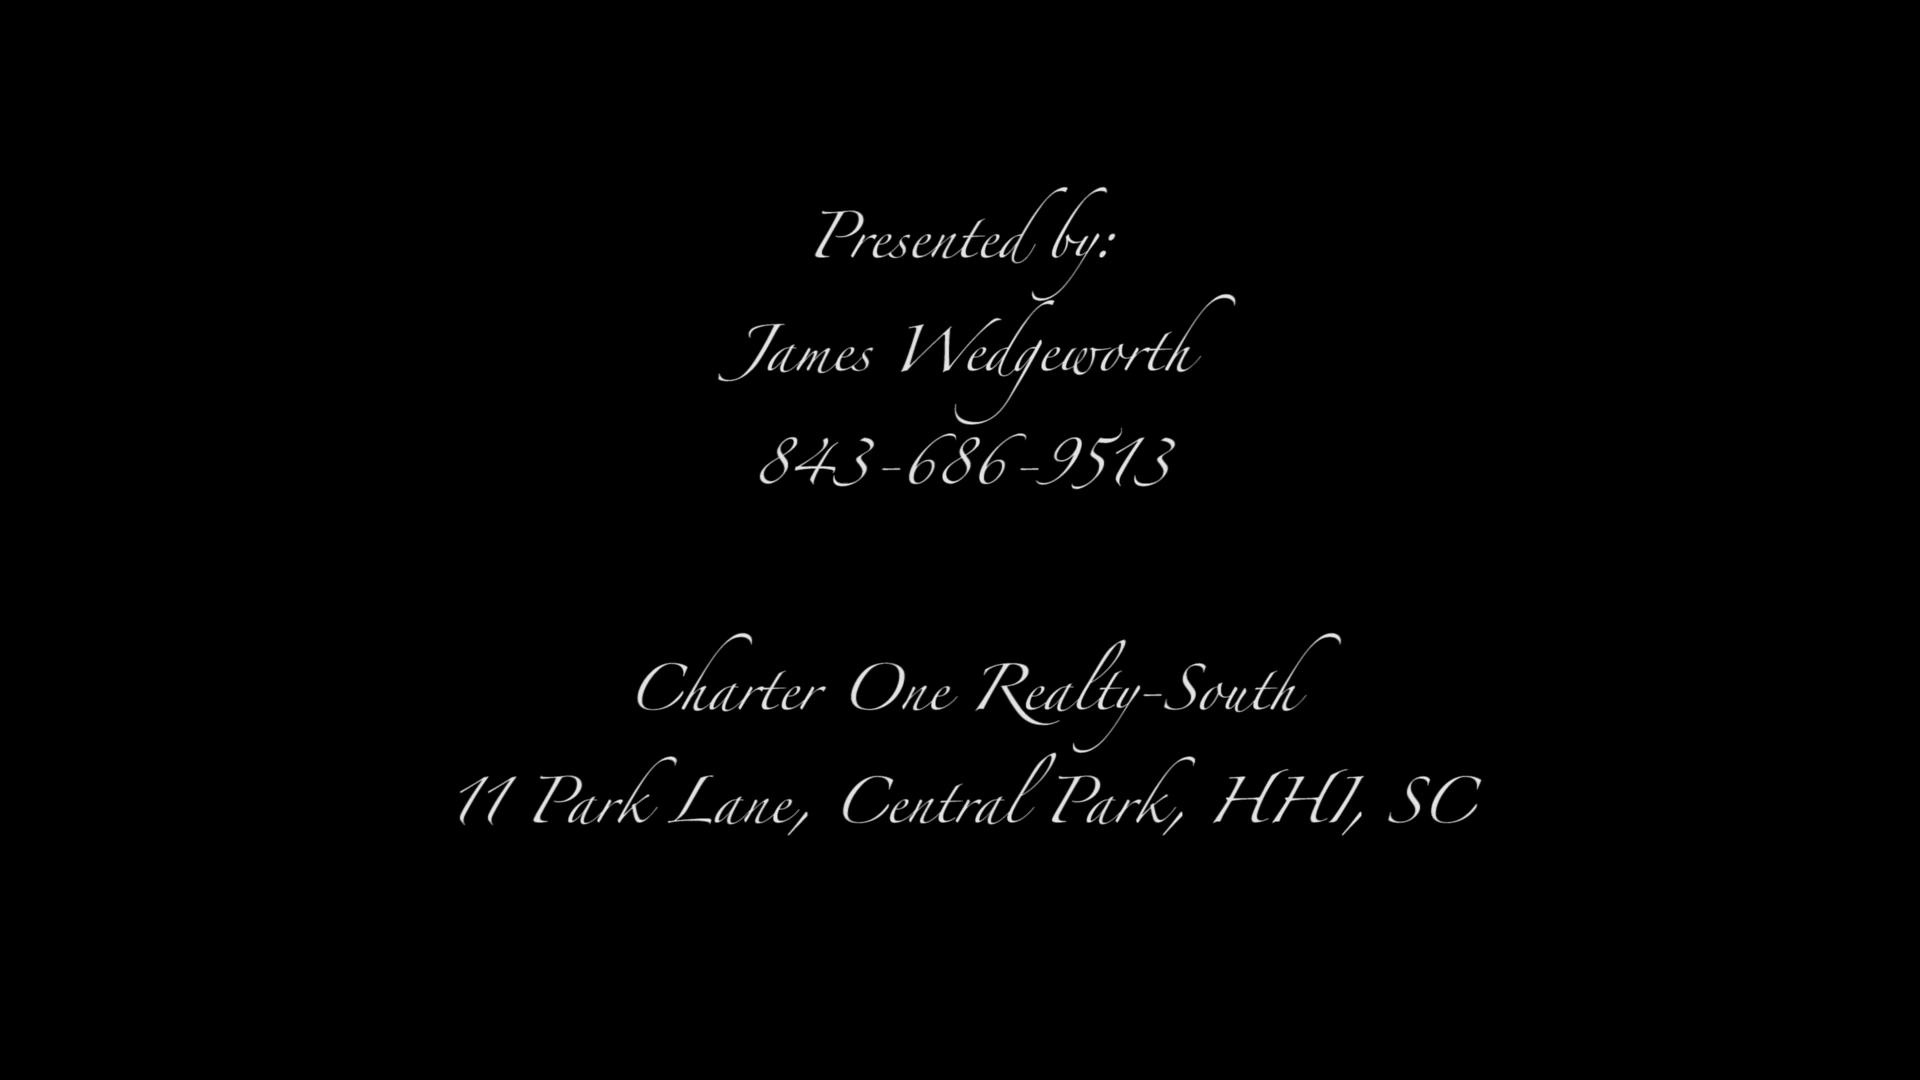 Presented by:
James Wedgeworth
843-686-9513
Charter One Realty-South
11 Park Lane, Central Park, HHI, SC